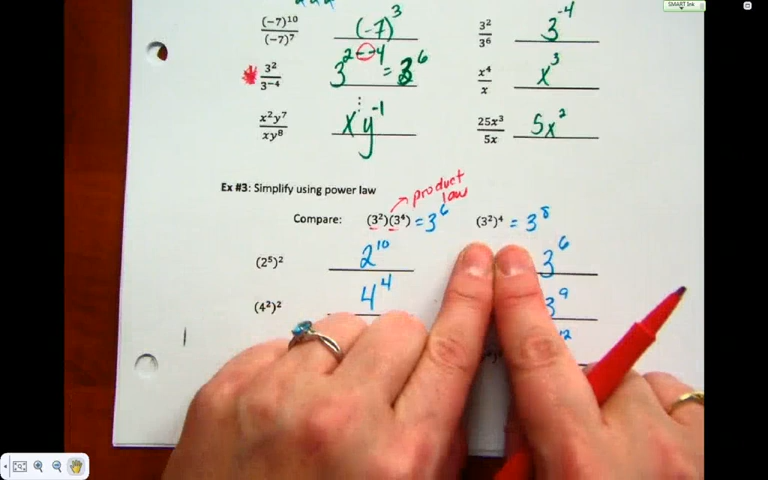 (−7)¹⁰/(−7)⁷ (-7)³ 3²/3⁶ 3⁻⁴
3²/3⁻⁴ 3²⁻⁻⁴ = 3⁶ x⁴/x x³
x²y⁷/xy⁸ xy⁻¹ 25x³/5x 5x²
Ex #3: Simplify using power law
product law
Compare: (3²)(3⁴) = 3⁶ (3²)⁴ = 3⁸
(2⁵)² 2¹⁰ 3⁶
(4²)² 4⁴ 3⁹
12
SMART Ink